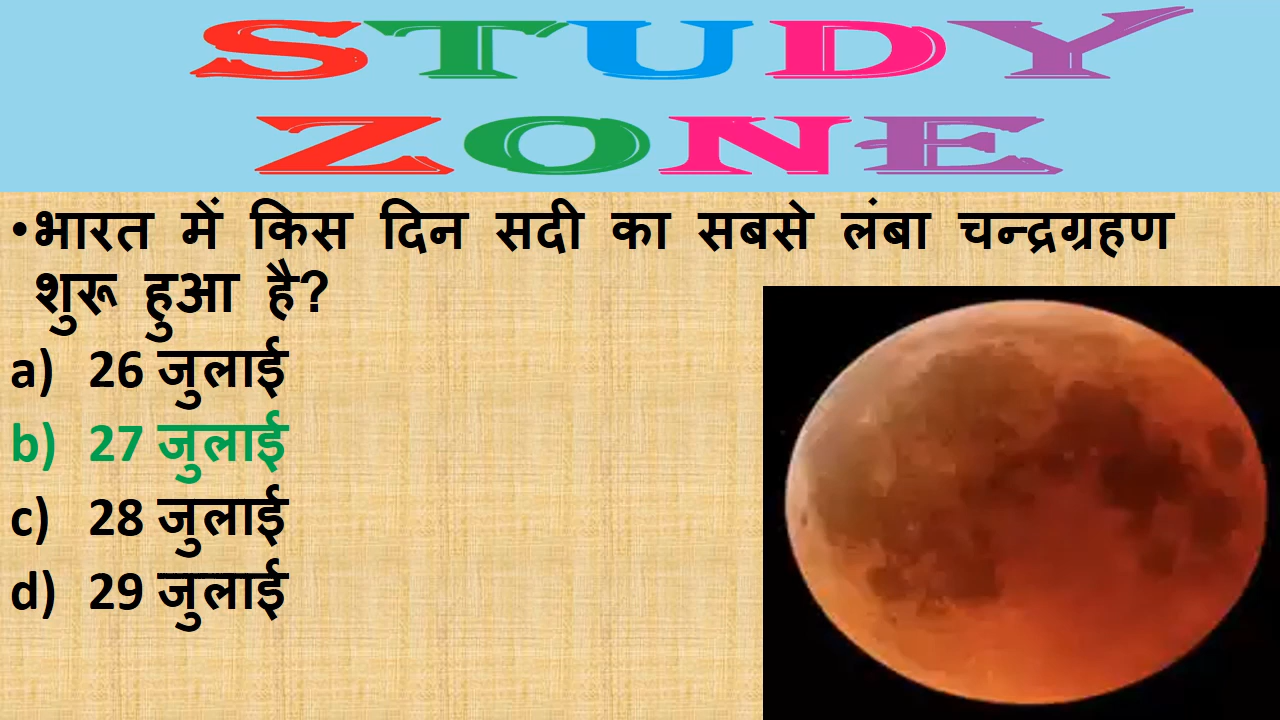 STUDY
ZONE
•भारत में किस दिन सदी का सबसे लंबा चन्द्रग्रहण
शुरू हुआ है?
a) 26 जुलाई
b) 27 जुलाई
c) 28 जुलाई
d) 29 जुलाई